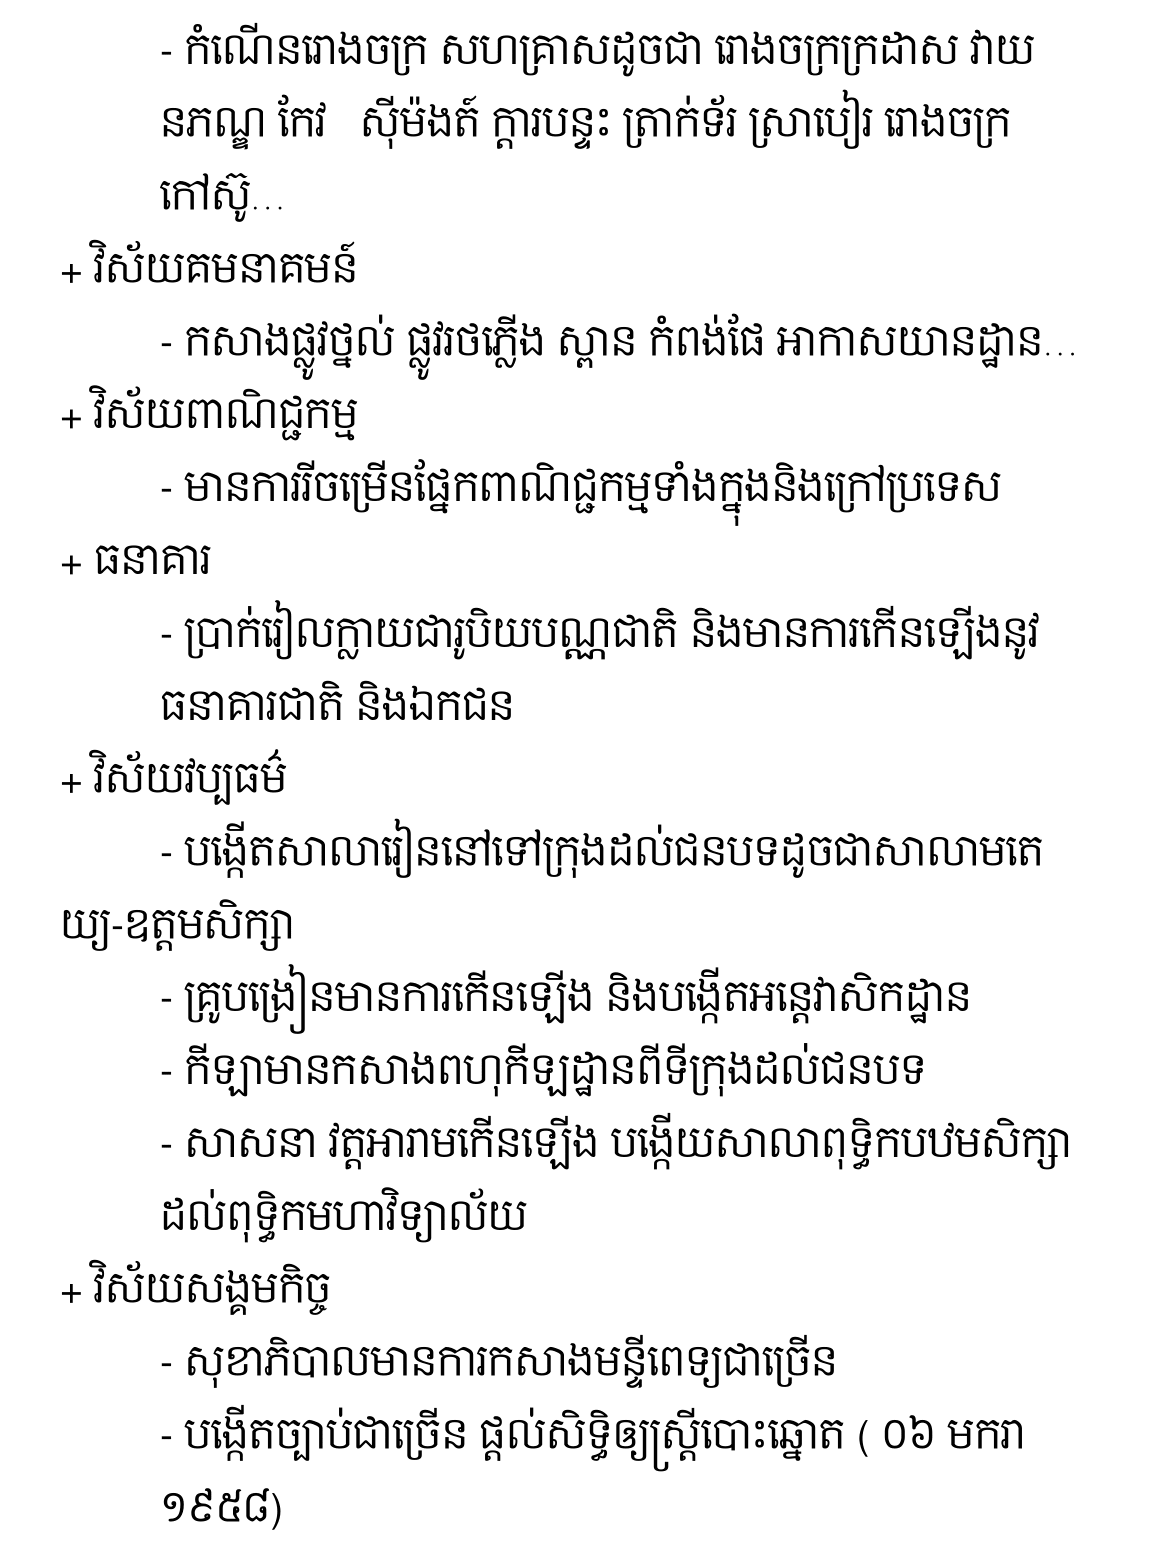 - កំណើនរោងចក្រ សហគ្រាសដូចជា រោងចក្រក្រដាស វាយ
នភណ្ឌ កែវ ស៊ីម៉ងត៍ ក្តារបន្ទះ ត្រាក់ទ័រ ស្រាបៀរ រោងចក្រ
កៅស៊ូ...
+ វិស័យគមនាគមន៍
- កសាងផ្លូវថ្នល់ ផ្លូវរថភ្លើង ស្ពាន កំពង់ផែ អាកាសយានដ្ឋាន...
+ វិស័យពាណិជ្ជកម្ម
- មានការរីចម្រើនផ្នែកពាណិជ្ជកម្មទាំងក្នុងនិងក្រៅប្រទេស
+ ធនាគារ
- ប្រាក់រៀលក្លាយជារូបិយបណ្ណជាតិ និងមានការកើនឡើងនូវ
ធនាគារជាតិ និងឯកជន
+ វិស័យវប្បធម៌
- បង្កើតសាលារៀននៅទៅក្រុងដល់ជនបទដូចជាសាលាមតេ
យ្យ-ឧត្តមសិក្សា
- គ្រូបង្រៀនមានការកើនឡើង និងបង្កើតអន្តេវាសិកដ្ឋាន
- កីឡាមានកសាងពហុកីឡដ្ឋានពីទីក្រុងដល់ជនបទ
- សាសនា វត្តអារាមកើនឡើង បង្កើយសាលាពុទ្ធិកបឋមសិក្សា
ដល់ពុទ្ធិកមហាវិទ្យាល័យ
+ វិស័យសង្គមកិច្ច
- សុខាភិបាលមានការកសាងមន្ទីពេទ្យជាច្រើន
- បង្កើតច្បាប់ជាច្រើន ផ្តល់សិទ្ធិឲ្យស្ត្រីបោះឆ្នោត ( ០៦ មករា
១៩៥៨)